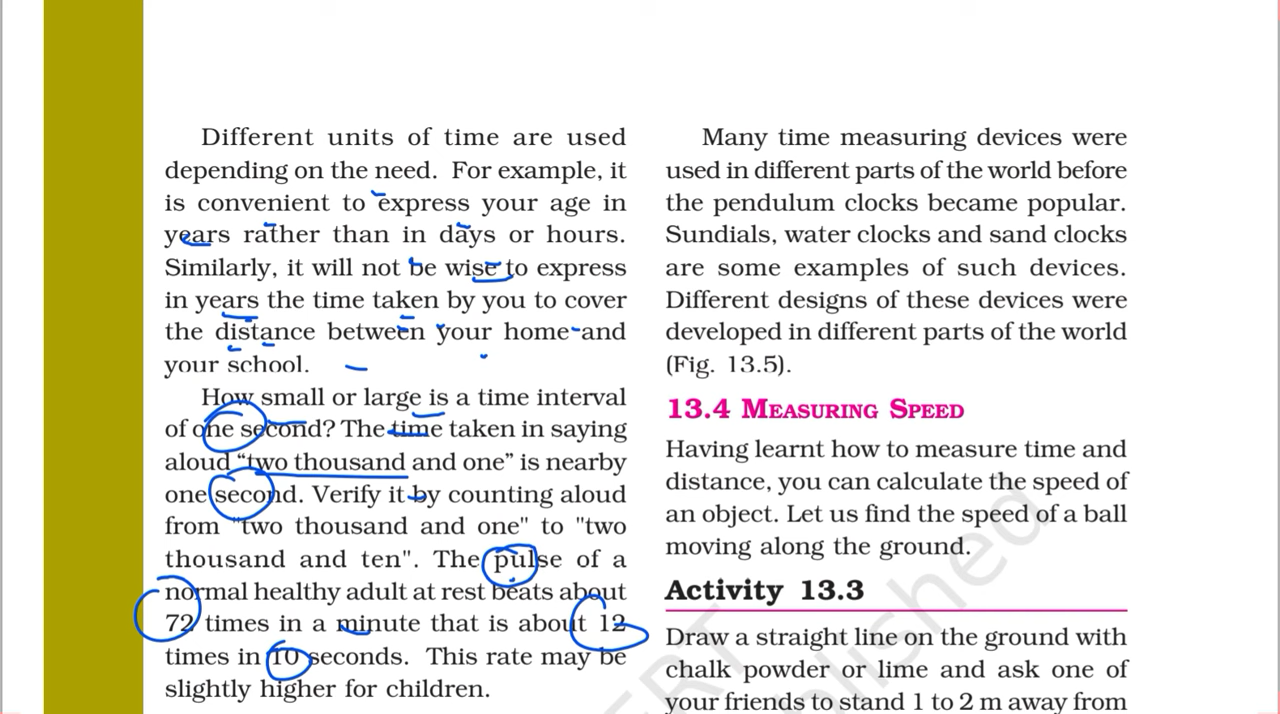 Different units of time are used
depending on the need. For example, it
is convenient to express your age in
years rather than in days or hours.
Similarly, it will not be wise to express
in years the time taken by you to cover
the distance between your home and
your school.
How small or large is a time interval
of one second? The time taken in saying
aloud “two thousand and one” is nearby
one second. Verify it by counting aloud
from "two thousand and one" to "two
thousand and ten". The pulse of a
normal healthy adult at rest beats about
72 times in a minute that is about 12
times in 10 seconds. This rate may be
slightly higher for children.
Many time measuring devices were
used in different parts of the world before
the pendulum clocks became popular.
Sundials, water clocks and sand clocks
are some examples of such devices.
Different designs of these devices were
developed in different parts of the world
(Fig. 13.5).
13.4 MEASURING SPEED
Having learnt how to measure time and
distance, you can calculate the speed of
an object. Let us find the speed of a ball
moving along the ground.
Activity 13.3
Draw a straight line on the ground with
chalk powder or lime and ask one of
your friends to stand 1 to 2 m away from